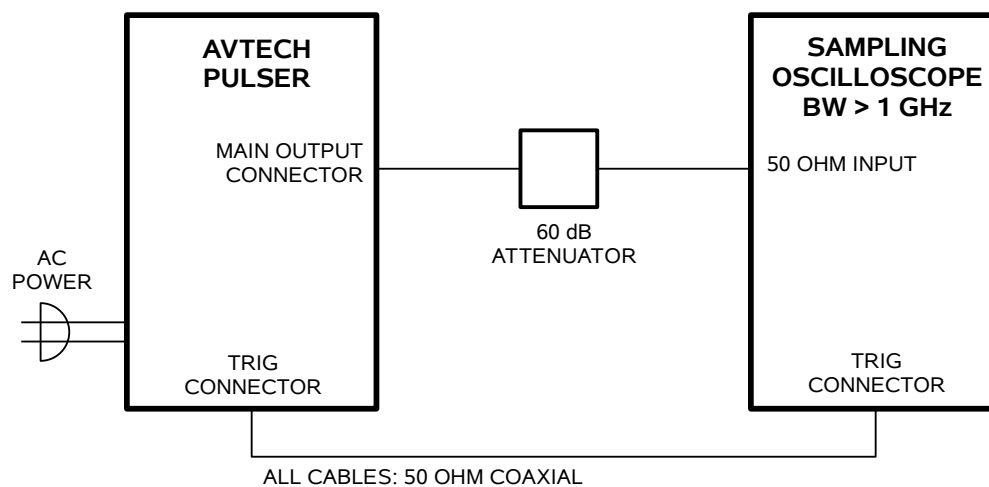 AVTECH
PULSER
MAIN OUTPUT
CONNECTOR
AC
POWER
TRIG
CONNECTOR
60 dB
ATTENUATOR
SAMPLING
OSCILLOSCOPE
BW > 1 GHz
50 OHM INPUT
TRIG
CONNECTOR
ALL CABLES: 50 OHM COAXIAL